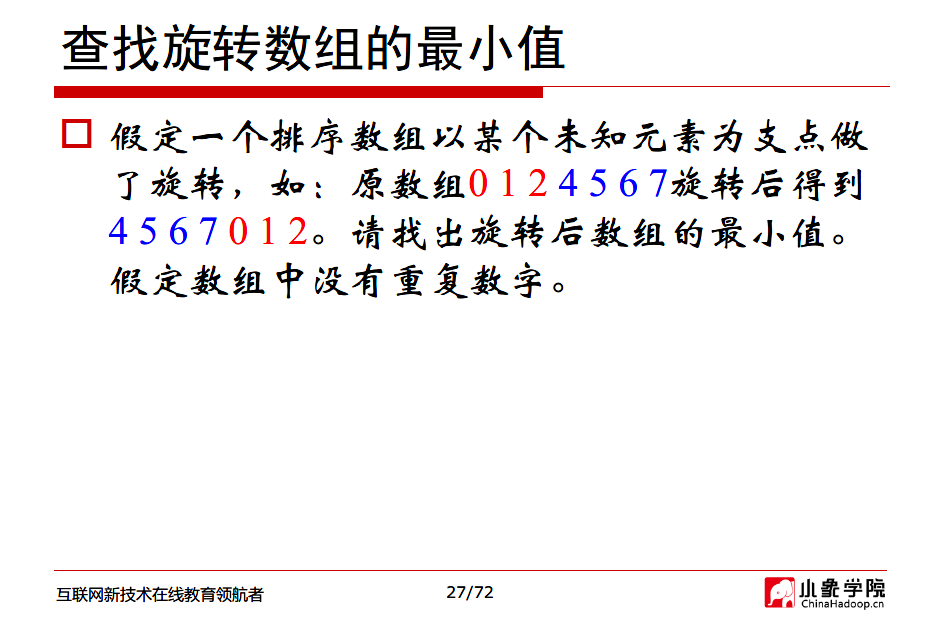 查找旋转数组的最小值
假定一个排序数组以某个未知元素为支点做
了旋转，如：原数组0 1 2 4 5 6 7旋转后得到
4 5 6 7 0 1 2。请找出旋转后数组的最小值。
假定数组中没有重复数字。
互联网新技术在线教育领航者
27/72
小象学院
ChinaHadoop.cn